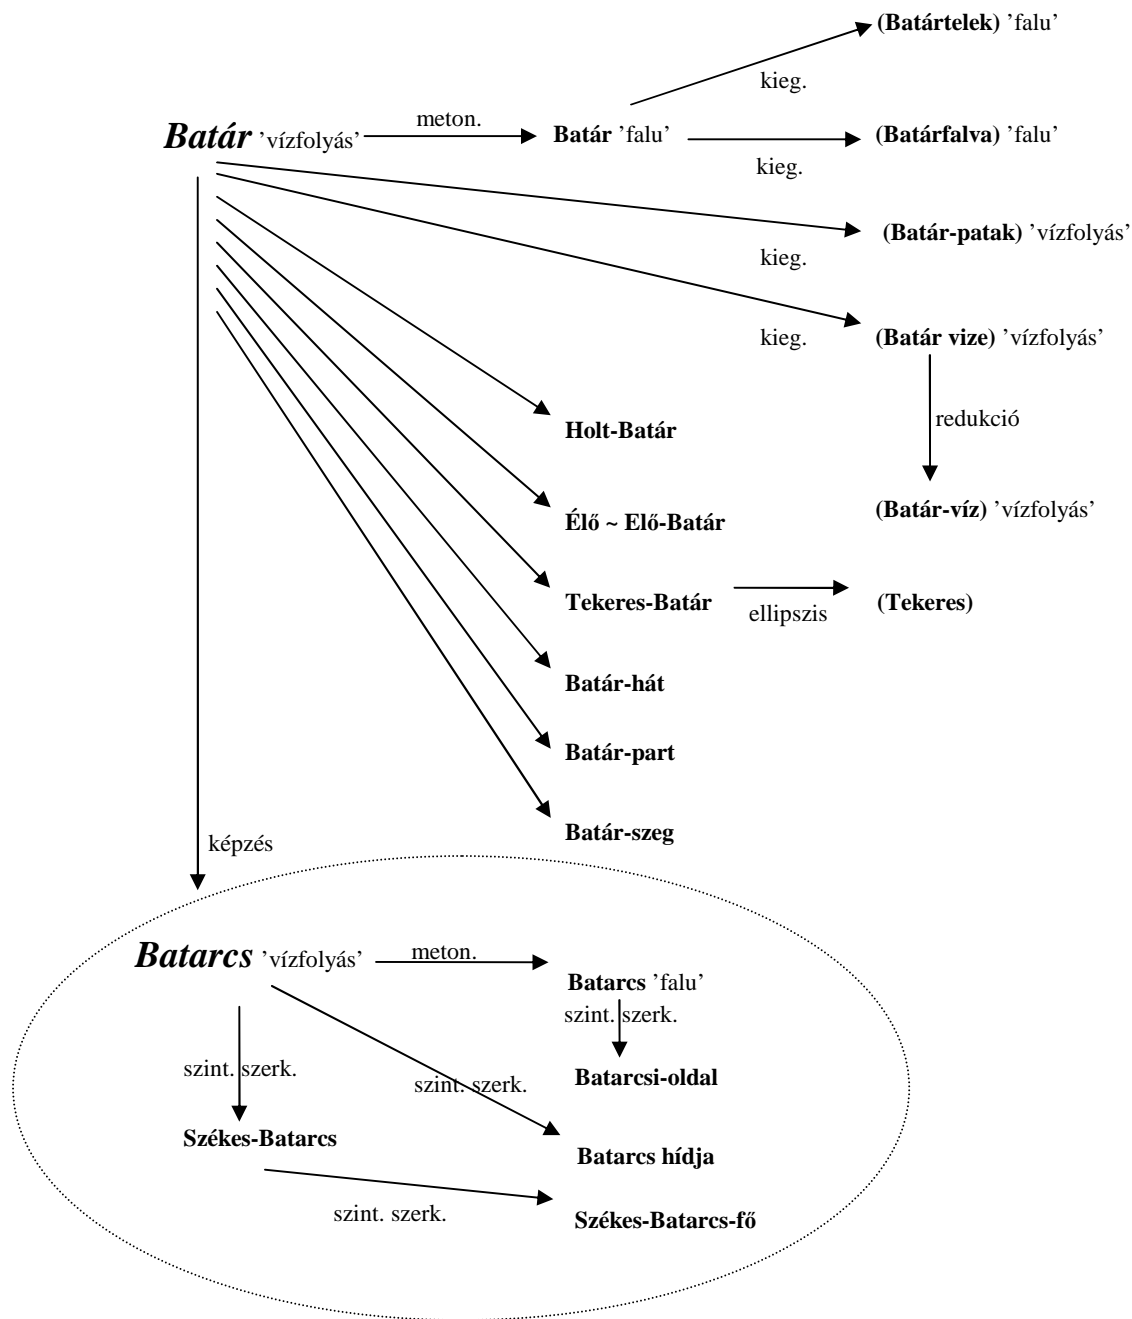 (Batártelek) ’falu’
kieg.
meton.
Batár ’vízfolyás’
Batár ’falu’
(Batárfalva) ’falu’
kieg.
(Batár-patak) ’vízfolyás’
kieg.
kieg.
(Batár vize) ’vízfolyás’
redukció
Holt-Batár
(Batár-víz) ’vízfolyás’
Élő ~ Elő-Batár
Tekeres-Batár
ellipszis
(Tekeres)
Batár-hát
Batár-part
Batár-szeg
képzés
Batarcs ’vízfolyás’
meton.
Batarcs ’falu’
szint. szerk.
szint. szerk.
szint. szerk.
Batarcsi-oldal
Székes-Batarcs
Batarcs hídja
szint. szerk.
Székes-Batarcs-fő